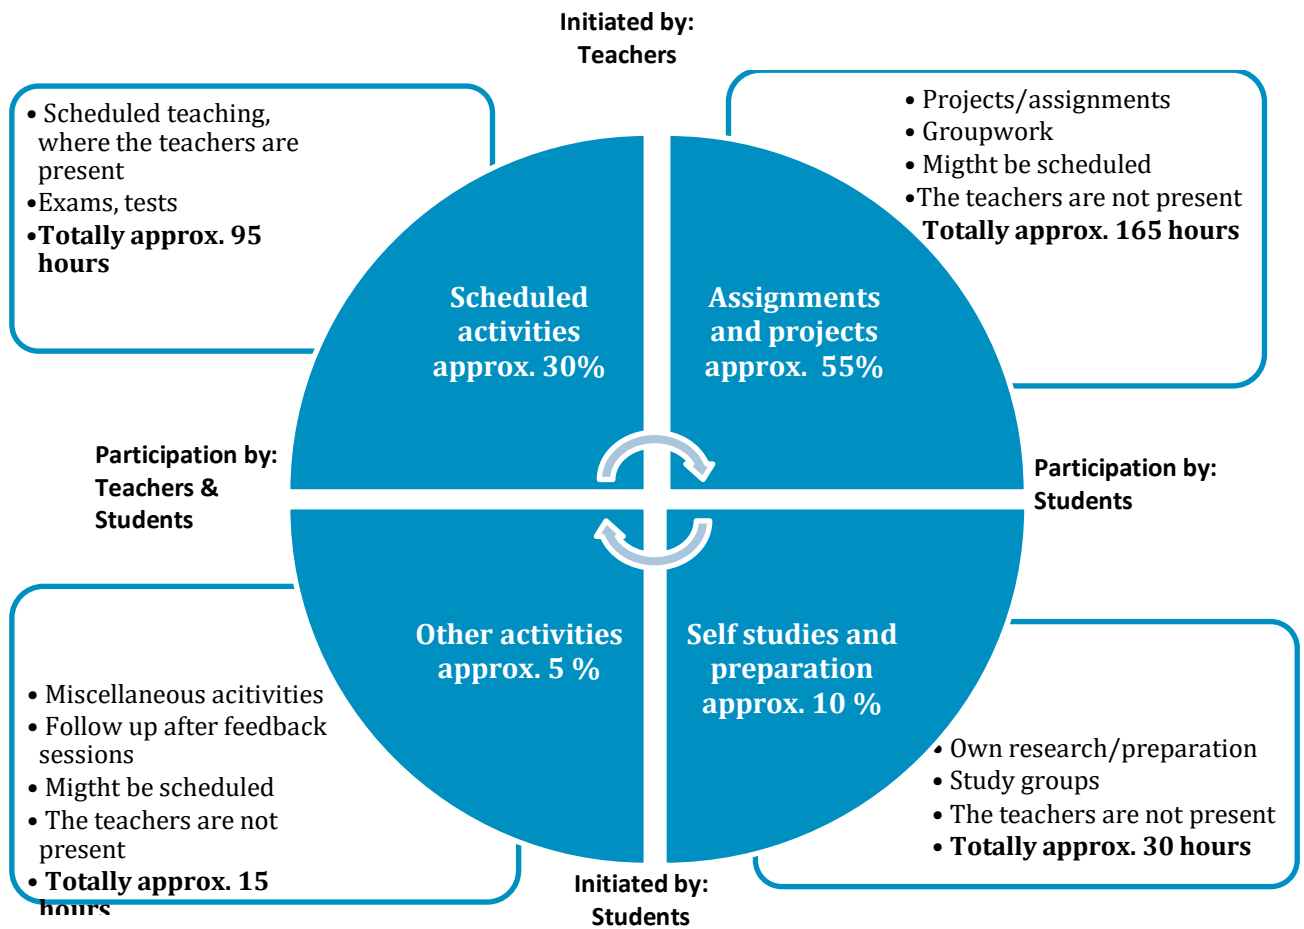 Initiated by:
Teachers
• Scheduled teaching,
where the teachers are
present
•Exams, tests
•Totally approx. 95
hours
• Projects/assignments
• Groupwork
• Migtht be scheduled
•The teachers are not present
Totally approx. 165 hours
Scheduled
activities
approx. 30%
Assignments
and projects
approx. 55%
Participation by:
Teachers &
Students
Participation by:
Students
Other activities
approx. 5 %
Self studies and
preparation
approx. 10 %
• Miscellaneous acitivities
• Follow up after feedback
sessions
• Migtht be scheduled
• The teachers are not
present
• Totally approx. 15
hours
• Own research/preparation
• Study groups
• The teachers are not present
• Totally approx. 30 hours
Initiated by:
Students